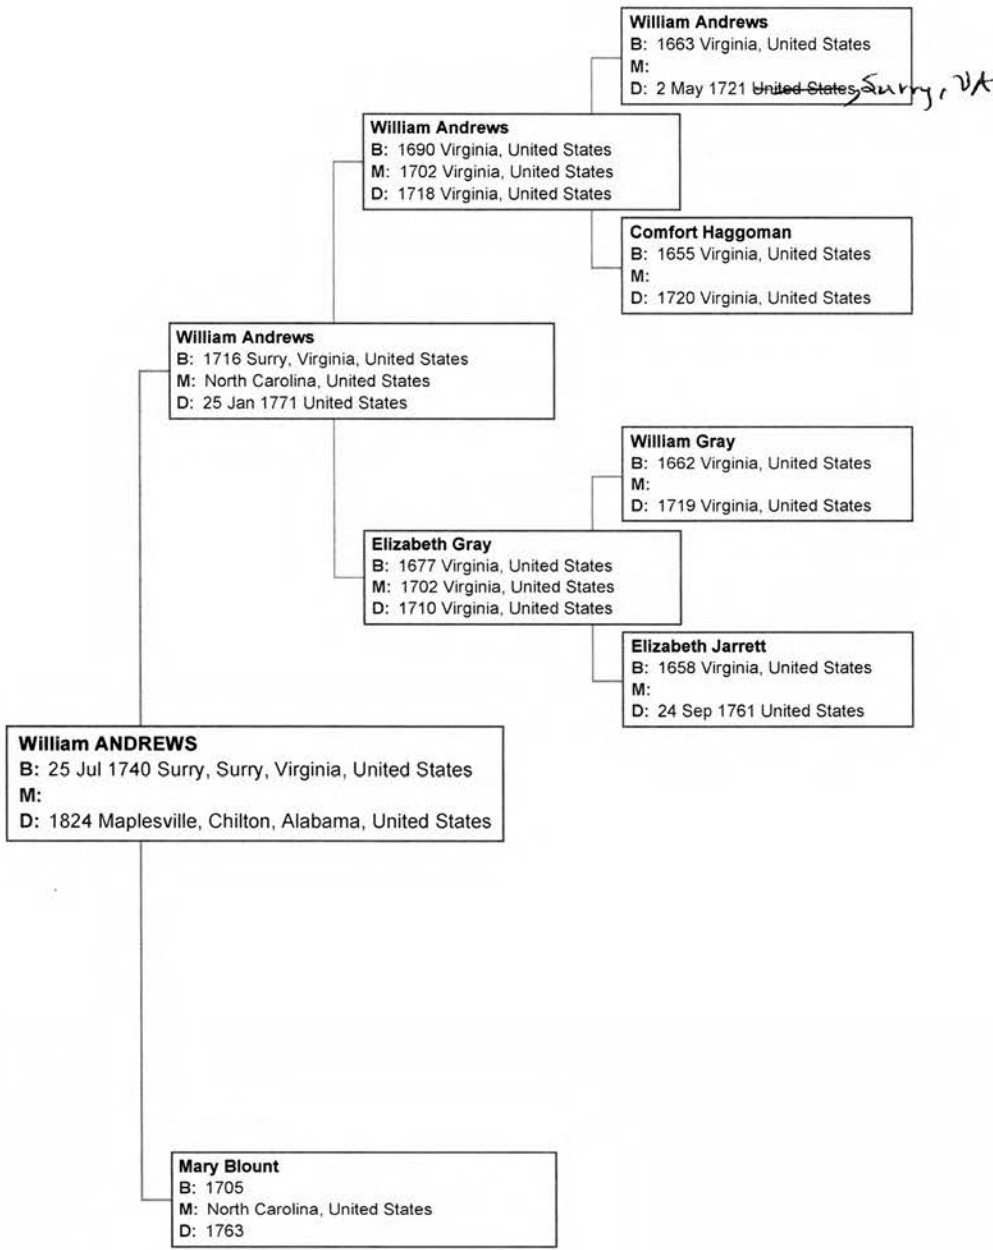 William Andrews
B: 1663 Virginia, United States
M:
D: 2 May 1721 United States, Surry, VA
William Andrews
B: 1690 Virginia, United States
M: 1702 Virginia, United States
D: 1718 Virginia, United States
Comfort Haggoman
B: 1655 Virginia, United States
M:
D: 1720 Virginia, United States
William Andrews
B: 1716 Surry, Virginia, United States
M: North Carolina, United States
D: 25 Jan 1771 United States
William Gray
B: 1662 Virginia, United States
M:
D: 1719 Virginia, United States
Elizabeth Gray
B: 1677 Virginia, United States
M: 1702 Virginia, United States
D: 1710 Virginia, United States
Elizabeth Jarrett
B: 1658 Virginia, United States
M:
D: 24 Sep 1761 United States
William ANDREWS
B: 25 Jul 1740 Surry, Surry, Virginia, United States
M:
D: 1824 Maplesville, Chilton, Alabama, United States
Mary Blount
B: 1705
M: North Carolina, United States
D: 1763